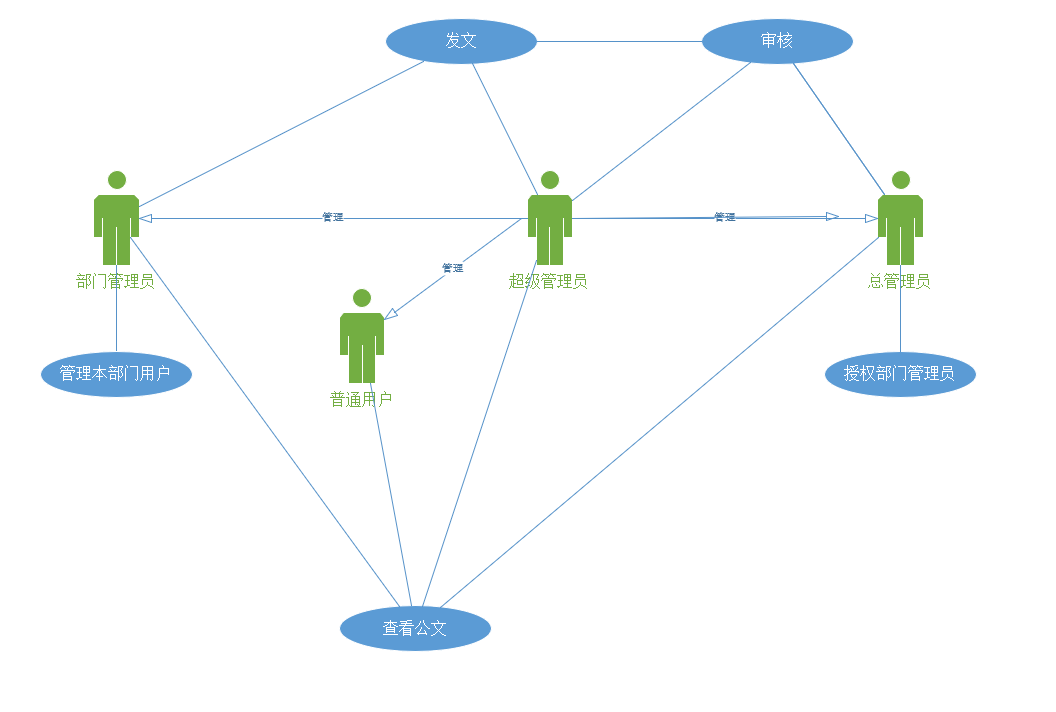 发文
审核
管理
管理
管理
部门管理员
超级管理员
总管理员
管理本部门用户
授权部门管理员
普通用户
查看公文